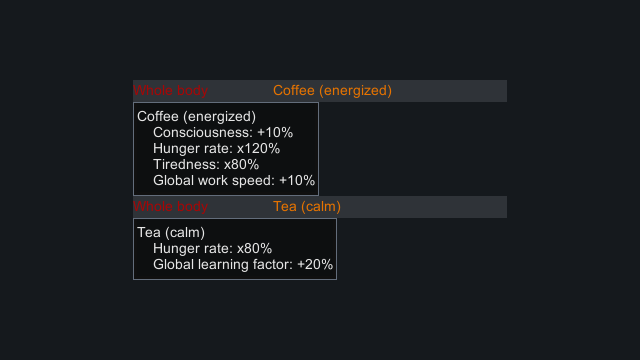 Whole body Coffee (energized)
Coffee (energized)
Consciousness: +10%
Hunger rate: x120%
Tiredness: x80%
Global work speed: +10%
Whole body Tea (calm)
Tea (calm)
Hunger rate: x80%
Global learning factor: +20%